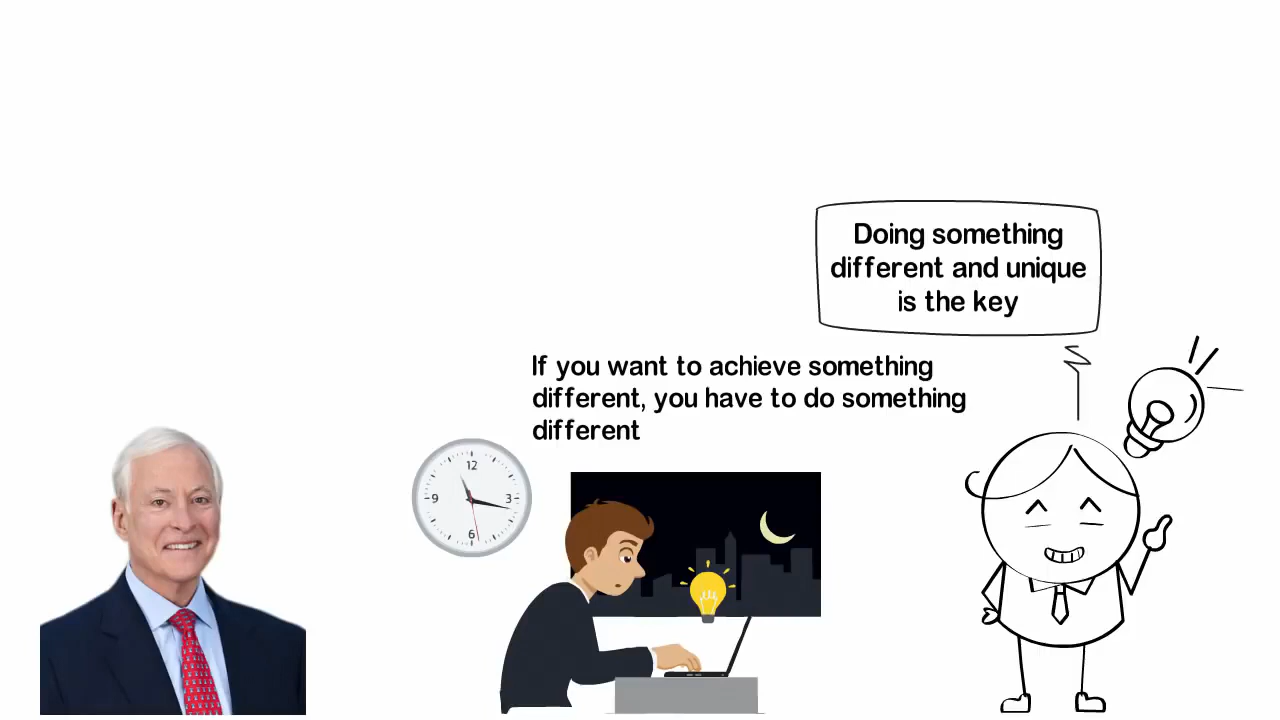 Doing something
different and unique
is the key
If you want to achieve something
different, you have to do something
different
12
9
3
6